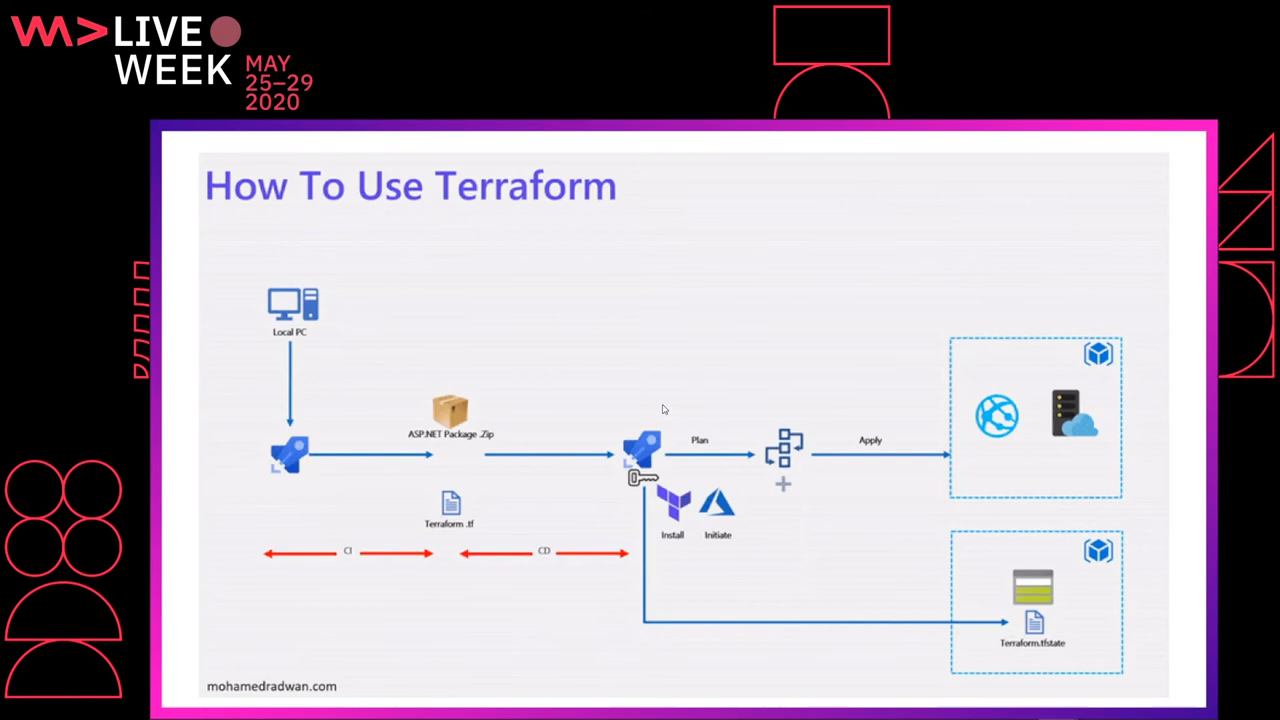 LIVE
WEEK
MAY
25–29
2020
How To Use Terraform
Local PC
ASP.NET Package .Zip
Plan
Apply
Terraform .tf
Install
Initiate
CI
CD
Terraform.tfstate
mohamedradwan.com